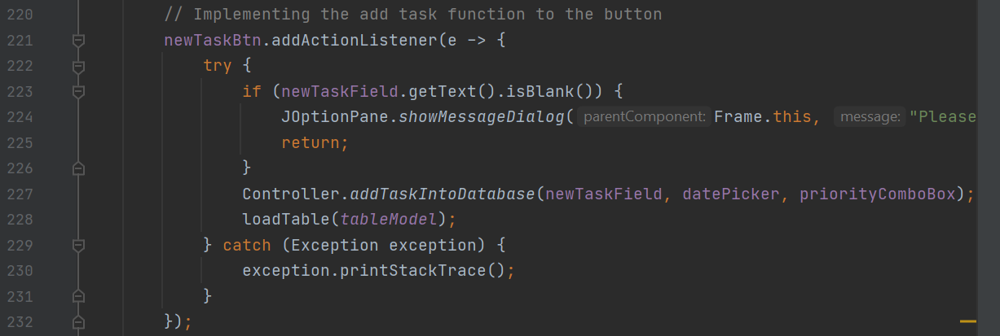 220 // Implementing the add task function to the button
221 newTaskBtn.addActionListener(e -> {
222 try {
223 if (newTaskField.getText().isBlank()) {
224 JOptionPane.showMessageDialog( parentComponent: Frame.this, message: "Please
225 return;
226 }
227 Controller.addTaskIntoDatabase(newTaskField, datePicker, priorityComboBox);
228 loadTable(tableModel);
229 } catch (Exception exception) {
230 exception.printStackTrace();
231 }
232 });